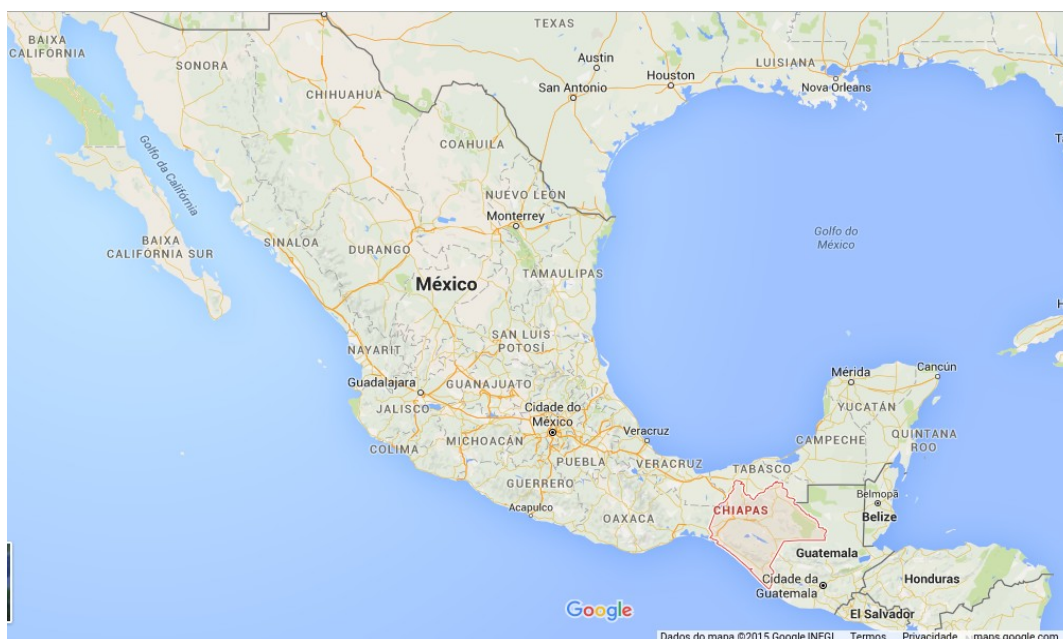 BAIXA
CALIFORNIA
SONORA
CHIHUAHUA
COAHUILA
TEXAS
Austin
San Antonio
Houston
LUISIANA
Nova Orleans
Golfo da Califórnia
NUEVO LEON
Monterrey
BAIXA
CALIFORNIA SUR
SINALOA
DURANGO
TAMAULIPAS
Golfo do
México
México
SAN LUIS
POTOSÍ
NAYARIT
Guadalajara
GUANAJUATO
JALISCO
Cidade do
México
COLIMA
MICHOACÁN
PUEBLA
Veracruz
VERACRUZ
TABASCO
Mérida
Cancún
YUCATÁN
CAMPECHE
QUINTANA
ROO
GUERRERO
Acapulco
OAXACA
CHIAPAS
Belmopã
Belize
Guatemala
Cidade da
Guatemala
Honduras
El Salvador
Google
Dados do mapa ©2015 Google, INEGI
Termos
Privacidade
maps.google.com